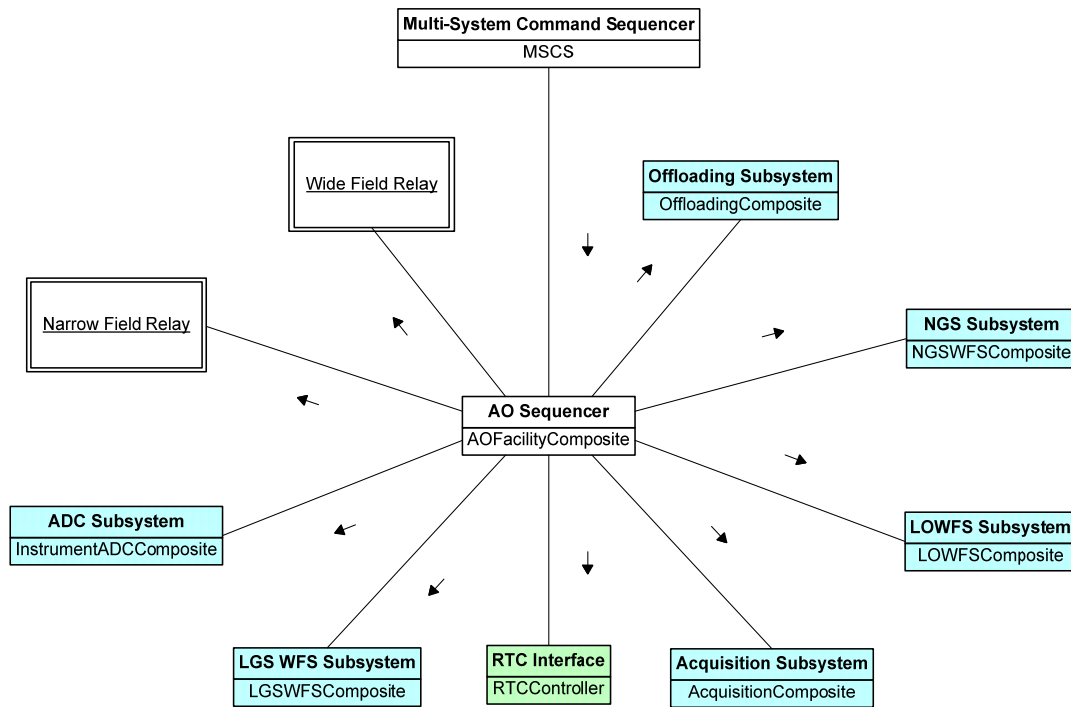 Multi-System Command Sequencer
MSCS
Wide Field Relay
Offloading Subsystem
OffloadingComposite
Narrow Field Relay
NGS Subsystem
NGSWFSComposite
AO Sequencer
AOFacilityComposite
ADC Subsystem
InstrumentADCComposite
LOWFS Subsystem
LOWFSComposite
LGS WFS Subsystem
LGSWFSComposite
RTC Interface
RTCController
Acquisition Subsystem
AcquisitionComposite